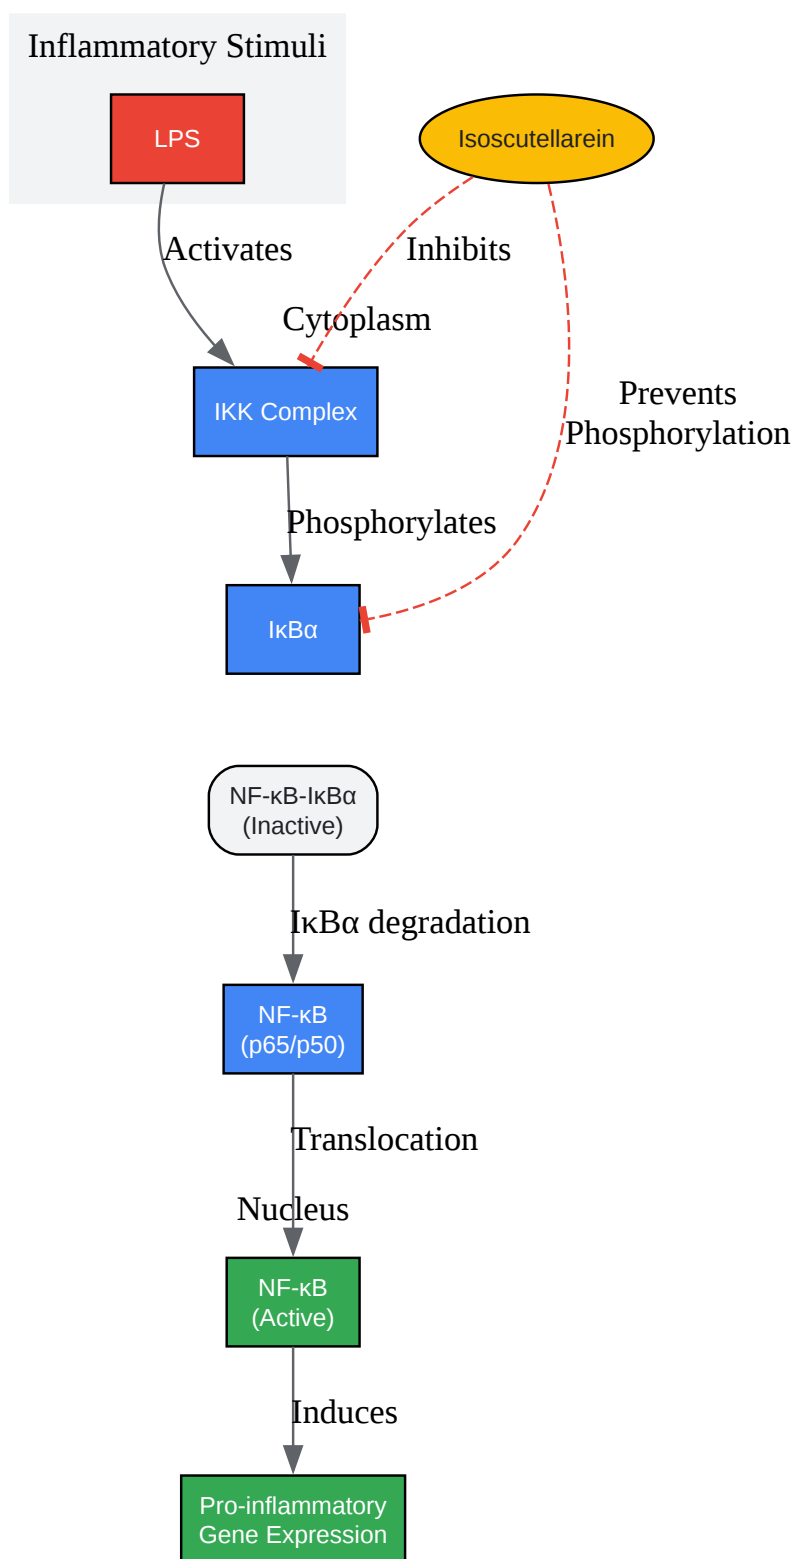 Inflammatory Stimuli
LPS
Isoscutellarein
Activates
Inhibits
Cytoplasm
Prevents
Phosphorylation
IKK Complex
Phosphorylates
IκBα
NF-κB-IκBα
(Inactive)
IκBα degradation
NF-κB
(p65/p50)
Translocation
Nucleus
NF-κB
(Active)
Induces
Pro-inflammatory
Gene Expression